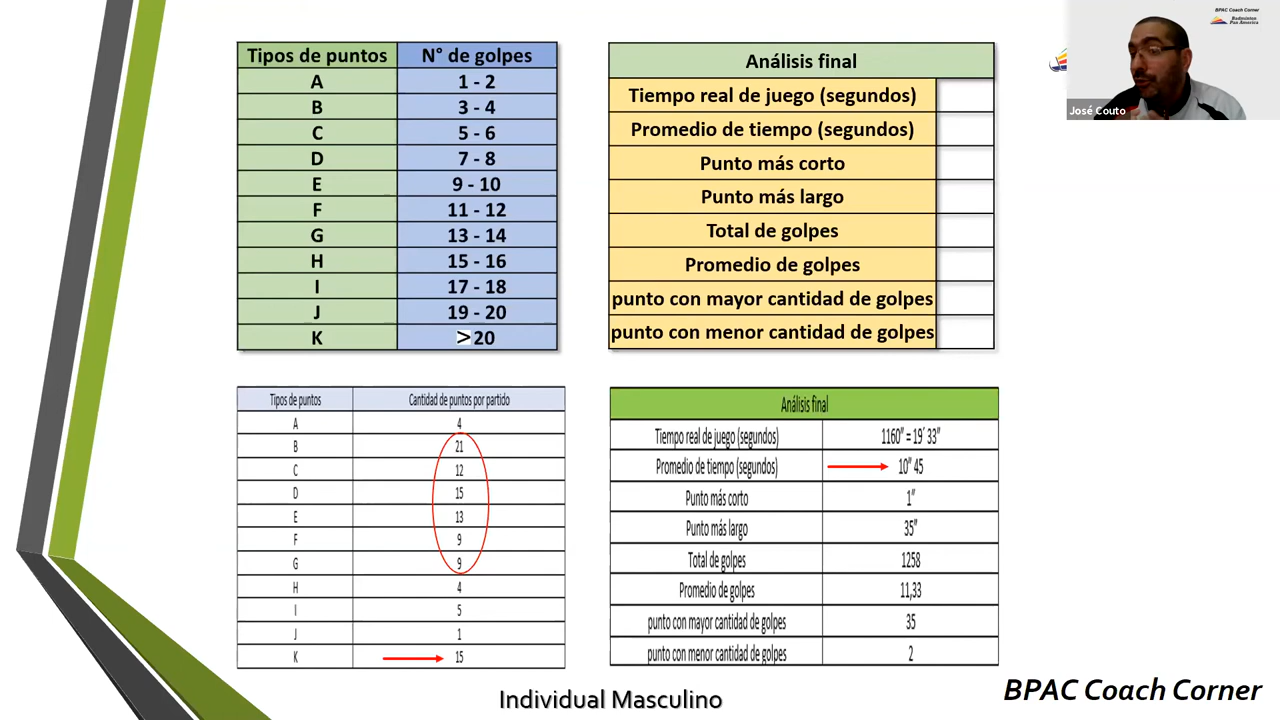 BPAC Coach Corner
Badminton
Pan America
José Couto
Tipos de puntos N° de golpes
A 1 - 2
B 3 - 4
C 5 - 6
D 7 - 8
E 9 - 10
F 11 - 12
G 13 - 14
H 15 - 16
I 17 - 18
J 19 - 20
K >20
Análisis final
Tiempo real de juego (segundos)
Promedio de tiempo (segundos)
Punto más corto
Punto más largo
Total de golpes
Promedio de golpes
punto con mayor cantidad de golpes
punto con menor cantidad de golpes
Tipos de puntos Cantidad de puntos por partido
A 4
B 21
C 12
D 15
E 13
F 9
G 9
H 4
I 5
J 1
K 15
Análisis final
Tiempo real de juego (segundos) 1160" = 19´ 33"
Promedio de tiempo (segundos) 10" 45
Punto más corto 1"
Punto más largo 35"
Total de golpes 1258
Promedio de golpes 11,33
punto con mayor cantidad de golpes 35
punto con menor cantidad de golpes 2
Individual Masculino
BPAC Coach Corner